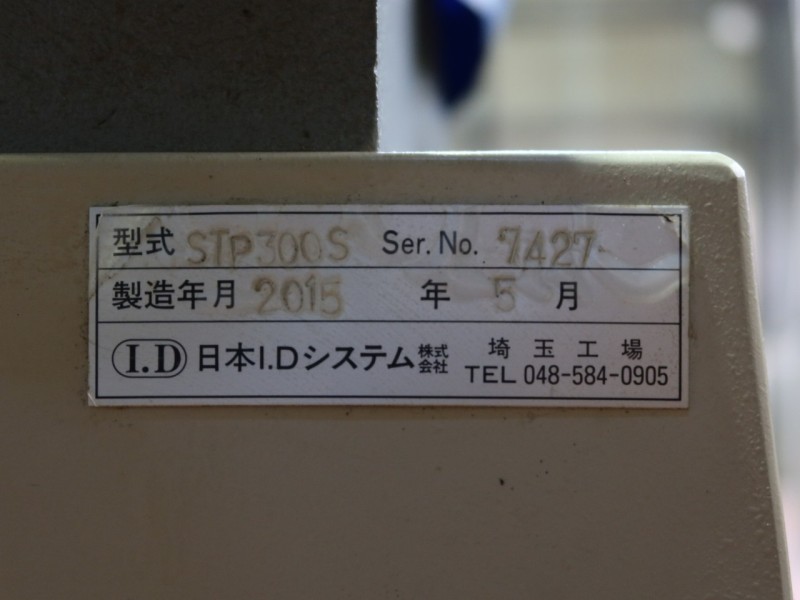 型式 STP300S Ser. No. 7427
製造年月 2015 年 5 月
I.D 日本I.Dシステム株式会社 埼玉工場
TEL 048-584-0905